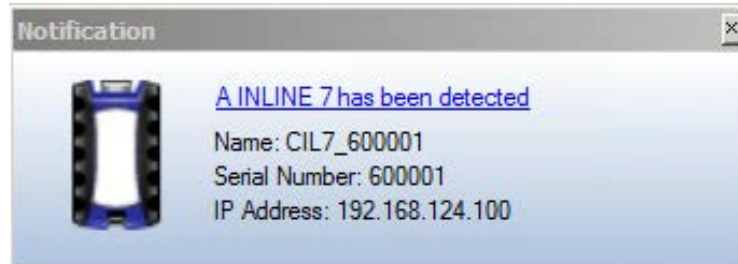 Notification
A INLINE 7 has been detected
Name: CIL7_600001
Serial Number: 600001
IP Address: 192.168.124.100